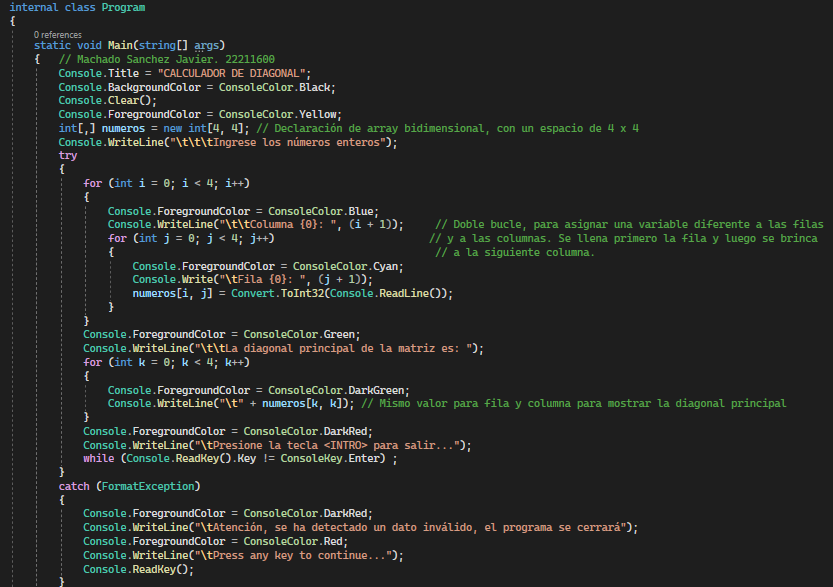 internal class Program
{
0 references
static void Main(string[] args)
{ // Machado Sanchez Javier. 22211600
Console.Title = "CALCULADOR DE DIAGONAL";
Console.BackgroundColor = ConsoleColor.Black;
Console.Clear();
Console.ForegroundColor = ConsoleColor.Yellow;
int[,] numeros = new int[4, 4]; // Declaración de array bidimensional, con un espacio de 4 x 4
Console.WriteLine("\t\t\tIngrese los números enteros");
try
{
for (int i = 0; i < 4; i++)
{
Console.ForegroundColor = ConsoleColor.Blue;
Console.WriteLine("\t\tColumna {0}: ", (i + 1)); // Doble bucle, para asignar una variable diferente a las filas
for (int j = 0; j < 4; j++) // y a las columnas. Se llena primero la fila y luego se brinca
{ // a la siguiente columna.
Console.ForegroundColor = ConsoleColor.Cyan;
Console.Write("\tFila {0}: ", (j + 1));
numeros[i, j] = Convert.ToInt32(Console.ReadLine());
}
}
Console.ForegroundColor = ConsoleColor.Green;
Console.WriteLine("\t\tLa diagonal principal de la matriz es: ");
for (int k = 0; k < 4; k++)
{
Console.ForegroundColor = ConsoleColor.DarkGreen;
Console.WriteLine("\t" + numeros[k, k]); // Mismo valor para fila y columna para mostrar la diagonal principal
}
Console.ForegroundColor = ConsoleColor.DarkRed;
Console.WriteLine("\tPresione la tecla <INTRO> para salir...");
while (Console.ReadKey().Key != ConsoleKey.Enter) ;
}
catch (FormatException)
{
Console.ForegroundColor = ConsoleColor.DarkRed;
Console.WriteLine("\tAtención, se ha detectado un dato inválido, el programa se cerrará");
Console.ForegroundColor = ConsoleColor.Red;
Console.WriteLine("\tPress any key to continue...");
Console.ReadKey();
}